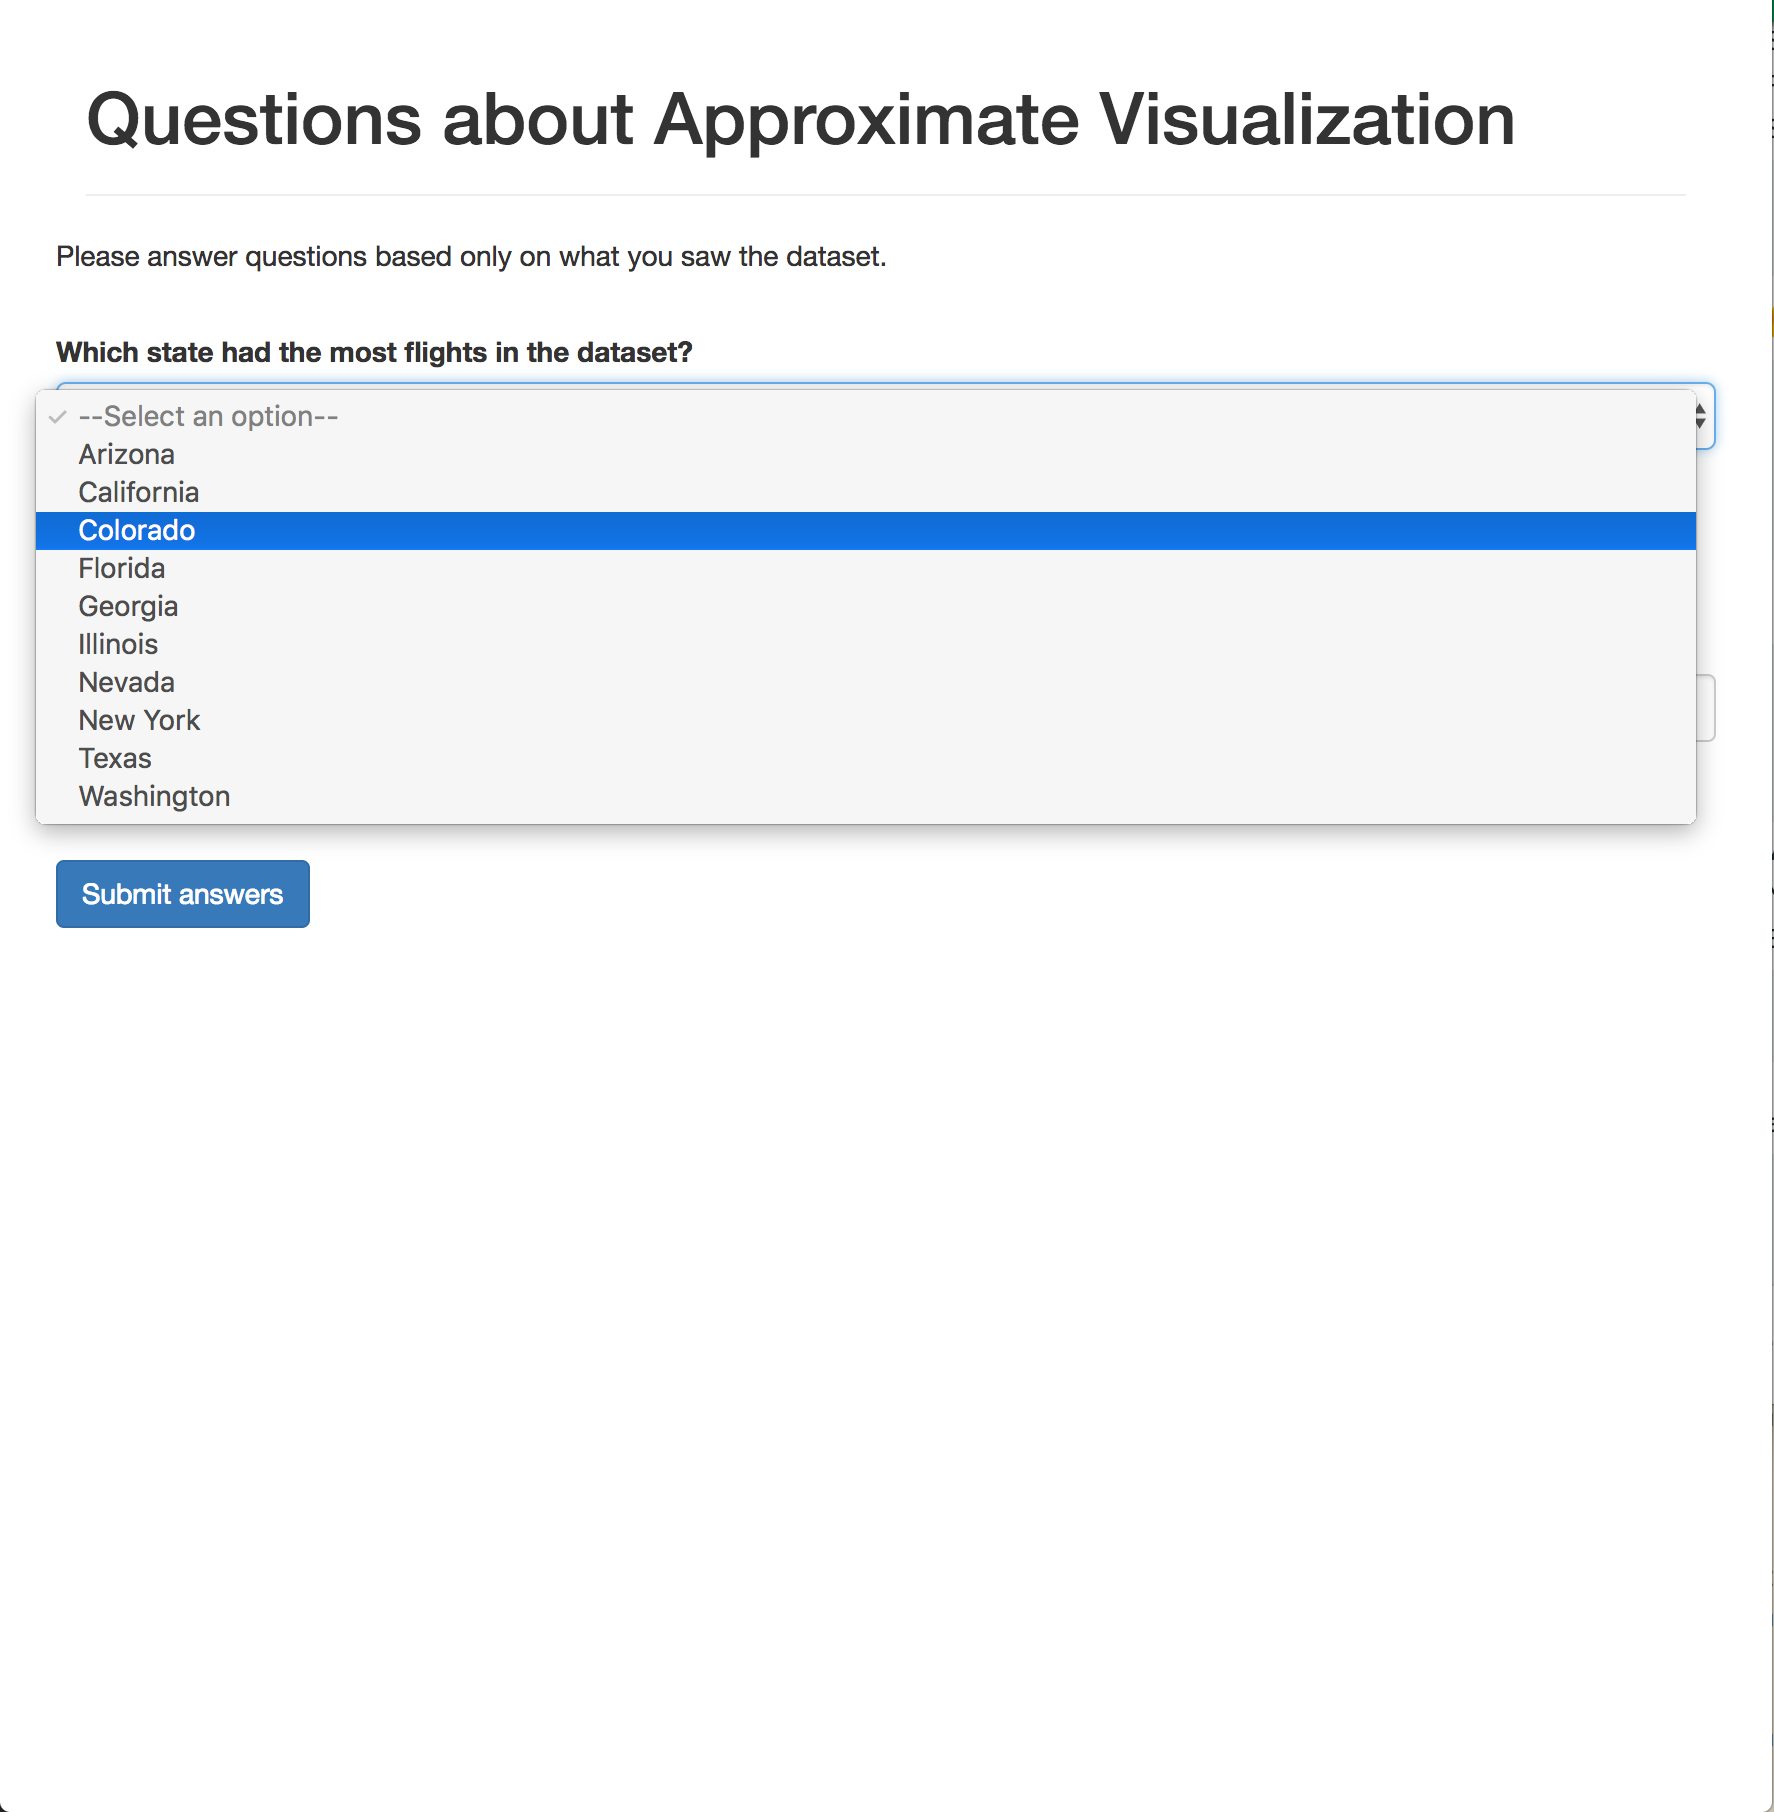 Questions about Approximate Visualization
Please answer questions based only on what you saw the dataset.
Which state had the most flights in the dataset?
--Select an option--
Arizona
California
Colorado
Florida
Georgia
Illinois
Nevada
New York
Texas
Washington
Submit answers